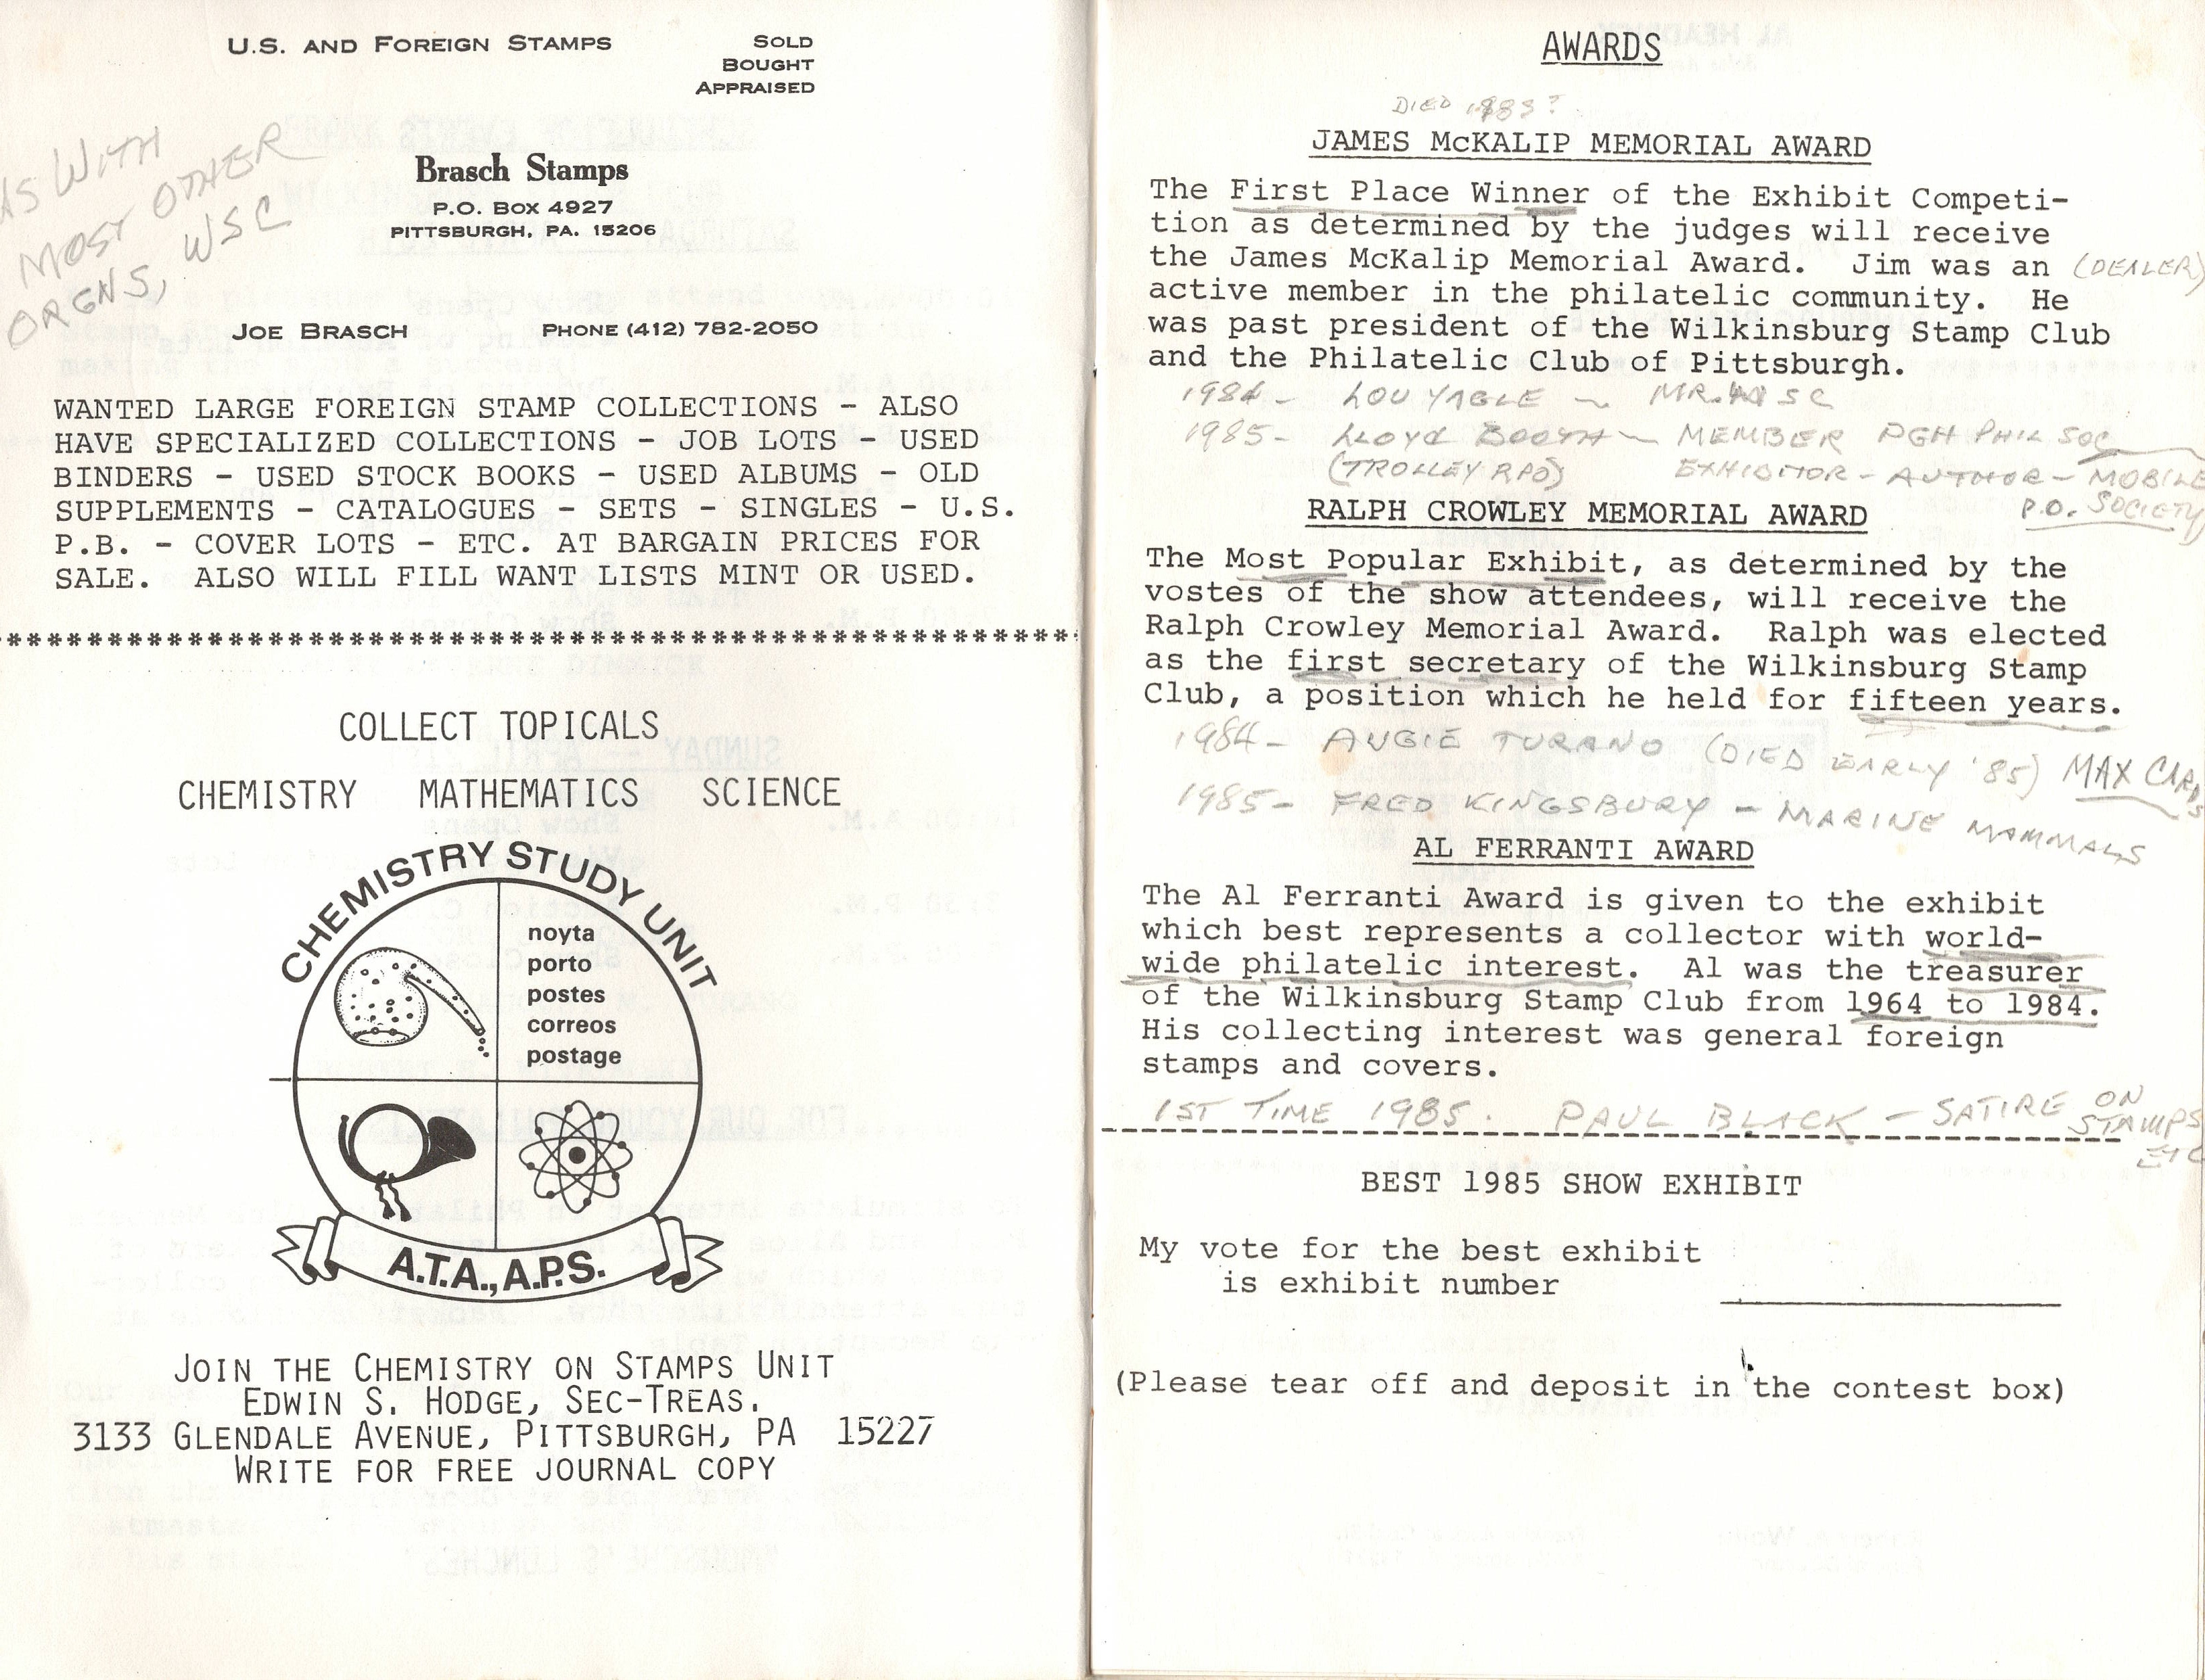 U.S. AND FOREIGN STAMPS
SOLD
BOUGHT
APPRAISED
AS WITH
MOST OTHER
ORGNS, WSC
Brasch Stamps
P.O. BOX 4927
PITTSBURGH, PA. 15206
JOE BRASCH PHONE (412) 782-2050
WANTED LARGE FOREIGN STAMP COLLECTIONS - ALSO
HAVE SPECIALIZED COLLECTIONS - JOB LOTS - USED
BINDERS - USED STOCK BOOKS - USED ALBUMS - OLD
SUPPLEMENTS - CATALOGUES - SETS - SINGLES - U.S.
P.B. - COVER LOTS - ETC. AT BARGAIN PRICES FOR
SALE. ALSO WILL FILL WANT LISTS MINT OR USED.
COLLECT TOPICALS
CHEMISTRY MATHEMATICS SCIENCE
CHEMISTRY STUDY UNIT
noyta
porto
postes
correos
postage
A.T.A., A.P.S.
JOIN THE CHEMISTRY ON STAMPS UNIT
EDWIN S. HODGE, SEC-TREAS.
3133 GLENDALE AVENUE, PITTSBURGH, PA 15227
WRITE FOR FREE JOURNAL COPY
AWARDS
DIED 1983?
JAMES McKALIP MEMORIAL AWARD
The First Place Winner of the Exhibit Competi-
tion as determined by the judges will receive
the James McKalip Memorial Award. Jim was an (DEALER)
active member in the philatelic community. He
was past president of the Wilkinsburg Stamp Club
and the Philatelic Club of Pittsburgh.
1984 - LOU YAGLE - MR. WSC
1985 - LLOYD BOOTH - MEMBER PGH PHIL SOC
(TROLLEY RPO) EXHIBITOR - AUTHOR - MOBILE
P.O. SOCIETY
RALPH CROWLEY MEMORIAL AWARD
The Most Popular Exhibit, as determined by the
vostes of the show attendees, will receive the
Ralph Crowley Memorial Award. Ralph was elected
as the first secretary of the Wilkinsburg Stamp
Club, a position which he held for fifteen years.
1984 - AUGIE TURANO (DIED EARLY '85) MAX CARDS
1985 - FRED KINGSBURY - MARINE MAMMALS
AL FERRANTI AWARD
The Al Ferranti Award is given to the exhibit
which best represents a collector with world-
wide philatelic interest. Al was the treasurer
of the Wilkinsburg Stamp Club from 1964 to 1984.
His collecting interest was general foreign
stamps and covers.
1ST TIME 1985. PAUL BLACK - SATIRE ON
STAMPS
ETC
BEST 1985 SHOW EXHIBIT
My vote for the best exhibit
is exhibit number
(Please tear off and deposit in the contest box)